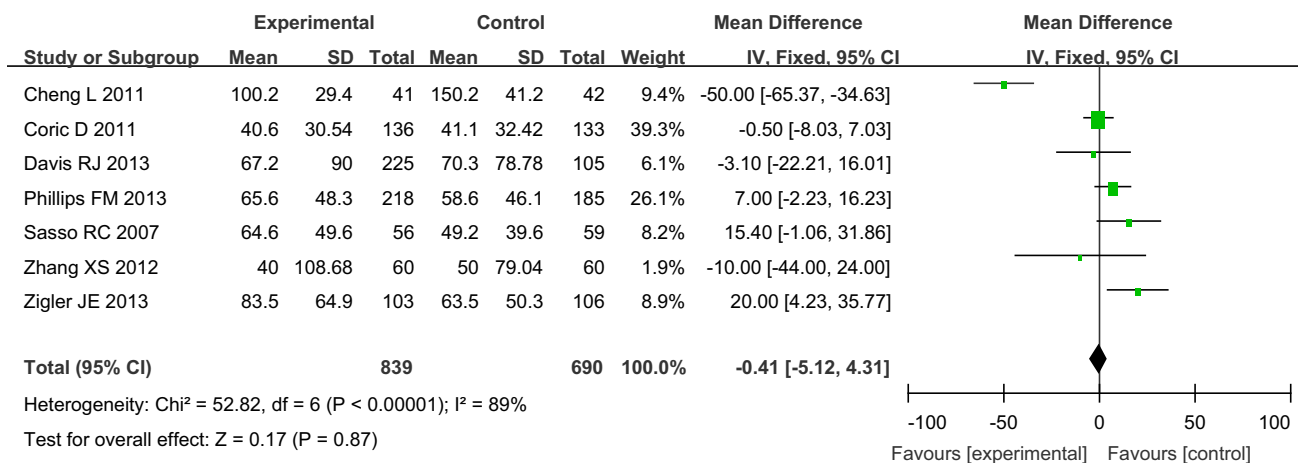 Experimental Control Mean Difference Mean Difference
Study or Subgroup Mean SD Total Mean SD Total Weight IV, Fixed, 95% CI IV, Fixed, 95% CI
Cheng L 2011 100.2 29.4 41 150.2 41.2 42 9.4% -50.00 [-65.37, -34.63]
Coric D 2011 40.6 30.54 136 41.1 32.42 133 39.3% -0.50 [-8.03, 7.03]
Davis RJ 2013 67.2 90 225 70.3 78.78 105 6.1% -3.10 [-22.21, 16.01]
Phillips FM 2013 65.6 48.3 218 58.6 46.1 185 26.1% 7.00 [-2.23, 16.23]
Sasso RC 2007 64.6 49.6 56 49.2 39.6 59 8.2% 15.40 [-1.06, 31.86]
Zhang XS 2012 40 108.68 60 50 79.04 60 1.9% -10.00 [-44.00, 24.00]
Zigler JE 2013 83.5 64.9 103 63.5 50.3 106 8.9% 20.00 [4.23, 35.77]
Total (95% CI) 839 690 100.0% -0.41 [-5.12, 4.31]
Heterogeneity: Chi² = 52.82, df = 6 (P < 0.00001); I² = 89%
Test for overall effect: Z = 0.17 (P = 0.87)
-100 -50 0 50 100
Favours [experimental] Favours [control]